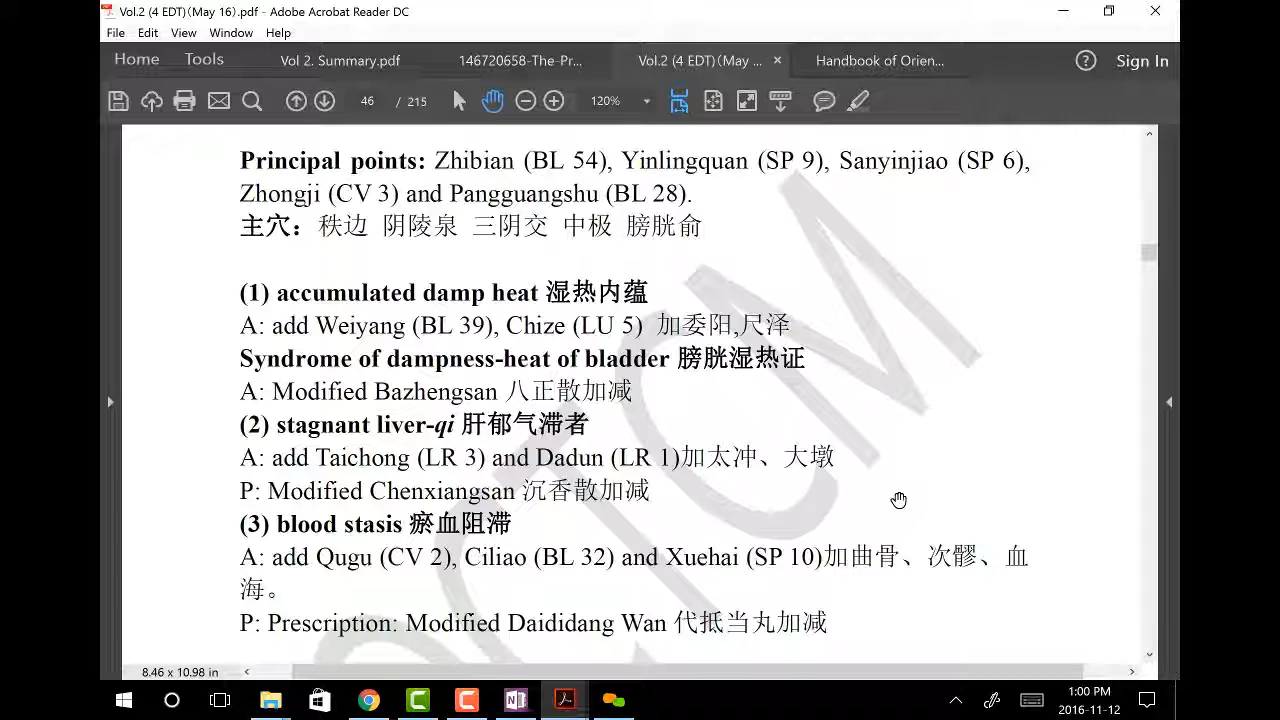 Vol.2 (4 EDT)(May 16).pdf - Adobe Acrobat Reader DC
File Edit View Window Help
Home Tools Vol 2. Summary.pdf 146720658-The-Pr... Vol.2 (4 EDT)(May ... × Handbook of Orien... Sign In
46 / 215 120%
Principal points: Zhibian (BL 54), Yinlingquan (SP 9), Sanyinjiao (SP 6),
Zhongji (CV 3) and Pangguangshu (BL 28).
主穴：秩边 阴陵泉 三阴交 中极 膀胱俞
(1) accumulated damp heat 湿热内蕴
A: add Weiyang (BL 39), Chize (LU 5) 加委阳,尺泽
Syndrome of dampness-heat of bladder 膀胱湿热证
A: Modified Bazhengsan 八正散加减
(2) stagnant liver-qi 肝郁气滞者
A: add Taichong (LR 3) and Dadun (LR 1)加太冲、大墩
P: Modified Chenxiangsan 沉香散加减
(3) blood stasis 瘀血阻滞
A: add Qugu (CV 2), Ciliao (BL 32) and Xuehai (SP 10)加曲骨、次髎、血
海。
P: Prescription: Modified Daididang Wan 代抵当丸加减
8.46 x 10.98 in
1:00 PM
2016-11-12